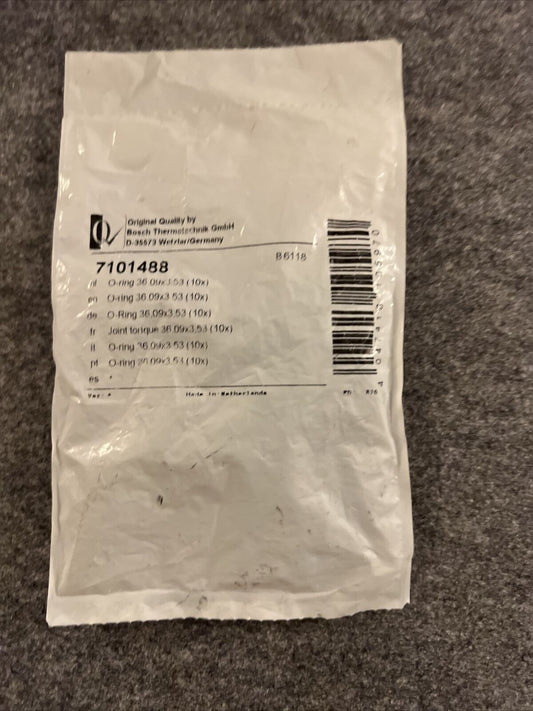 Original Quality by
Bosch Thermotechnik GmbH
D-35573 Wetzlar/Germany
B6118
7101488
nl O-ring 36.09x3.53 (10x)
en O-ring 36.09x3.53 (10x)
de O-Ring 36.09x3.53 (10x)
fr Joint torique 36.09x3.53 (10x)
it O-ring 36.09x3.53 (10x)
pt O-ring 36.09x3.53 (10x)
es *
Ver: * Made in Netherlands